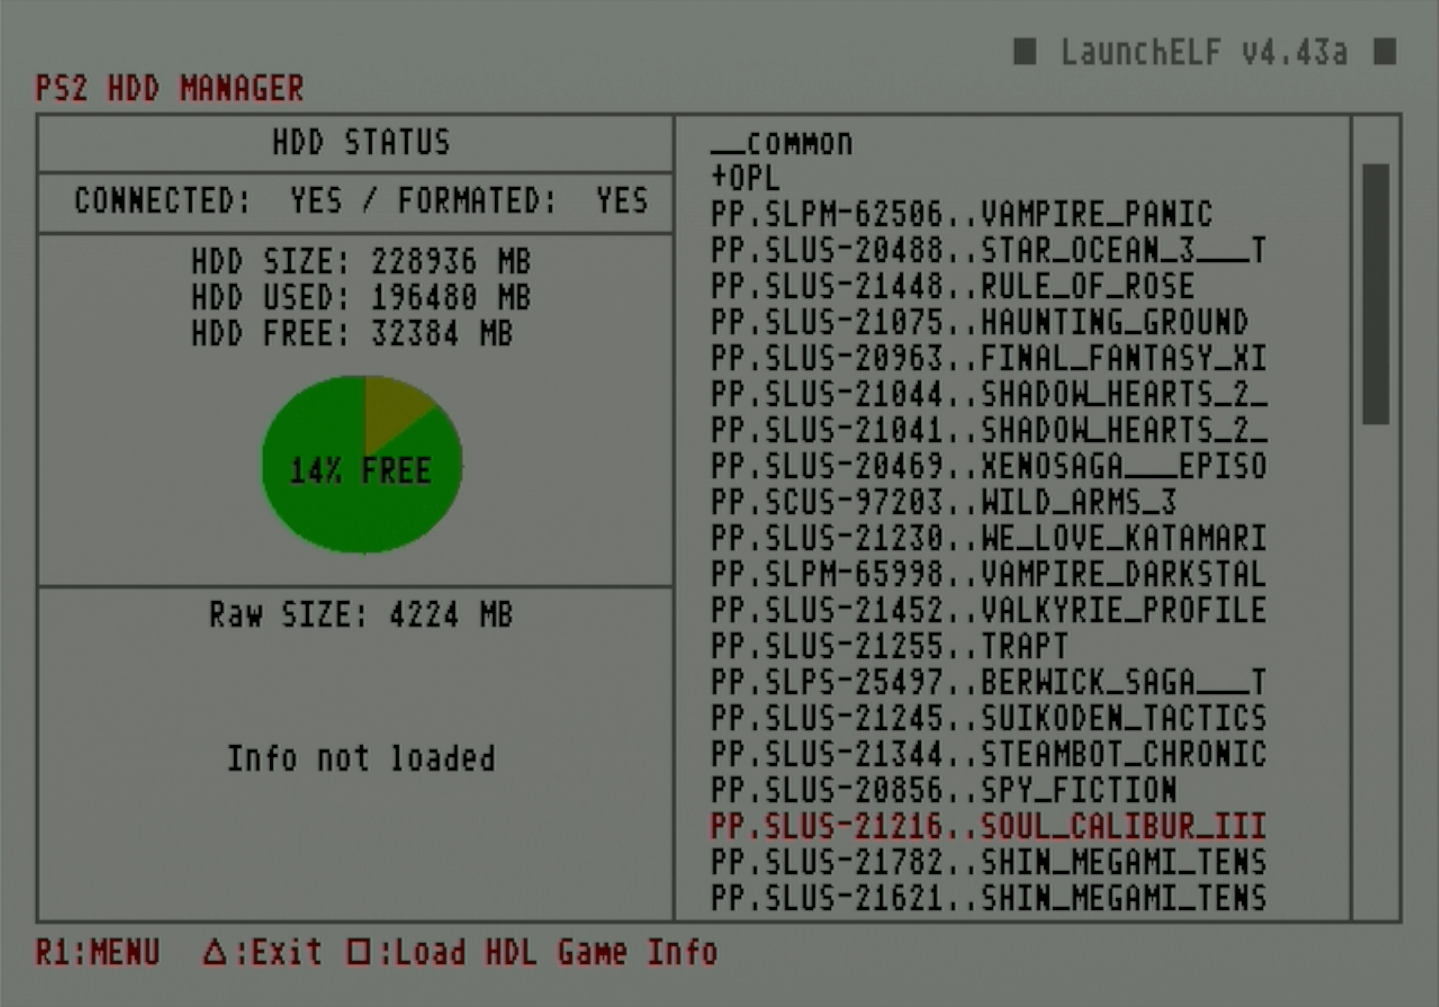 ■ LaunchELF v4.43a ■
PS2 HDD MANAGER
HDD STATUS
CONNECTED: YES / FORMATED: YES
HDD SIZE: 228936 MB
HDD USED: 196480 MB
HDD FREE: 32384 MB
14% FREE
Raw SIZE: 4224 MB
Info not loaded
__common
+OPL
PP.SLPM-62506..VAMPIRE_PANIC
PP.SLUS-20488..STAR_OCEAN_3___T
PP.SLUS-21448..RULE_OF_ROSE
PP.SLUS-21075..HAUNTING_GROUND
PP.SLUS-20963..FINAL_FANTASY_XI
PP.SLUS-21044..SHADOW_HEARTS_2_
PP.SLUS-21041..SHADOW_HEARTS_2_
PP.SLUS-20469..XENOSAGA___EPISO
PP.SCUS-97203..WILD_ARMS_3
PP.SLUS-21230..WE_LOVE_KATAMARI
PP.SLPM-65998..VAMPIRE_DARKSTAL
PP.SLUS-21452..VALKYRIE_PROFILE
PP.SLUS-21255..TRAPT
PP.SLPS-25497..BERWICK_SAGA___T
PP.SLUS-21245..SUIKODEN_TACTICS
PP.SLUS-21344..STEAMBOT_CHRONIC
PP.SLUS-20856..SPY_FICTION
PP.SLUS-21216..SOUL_CALIBUR_III
PP.SLUS-21782..SHIN_MEGAMI_TENS
PP.SLUS-21621..SHIN_MEGAMI_TENS
R1:MENU △:Exit □:Load HDL Game Info